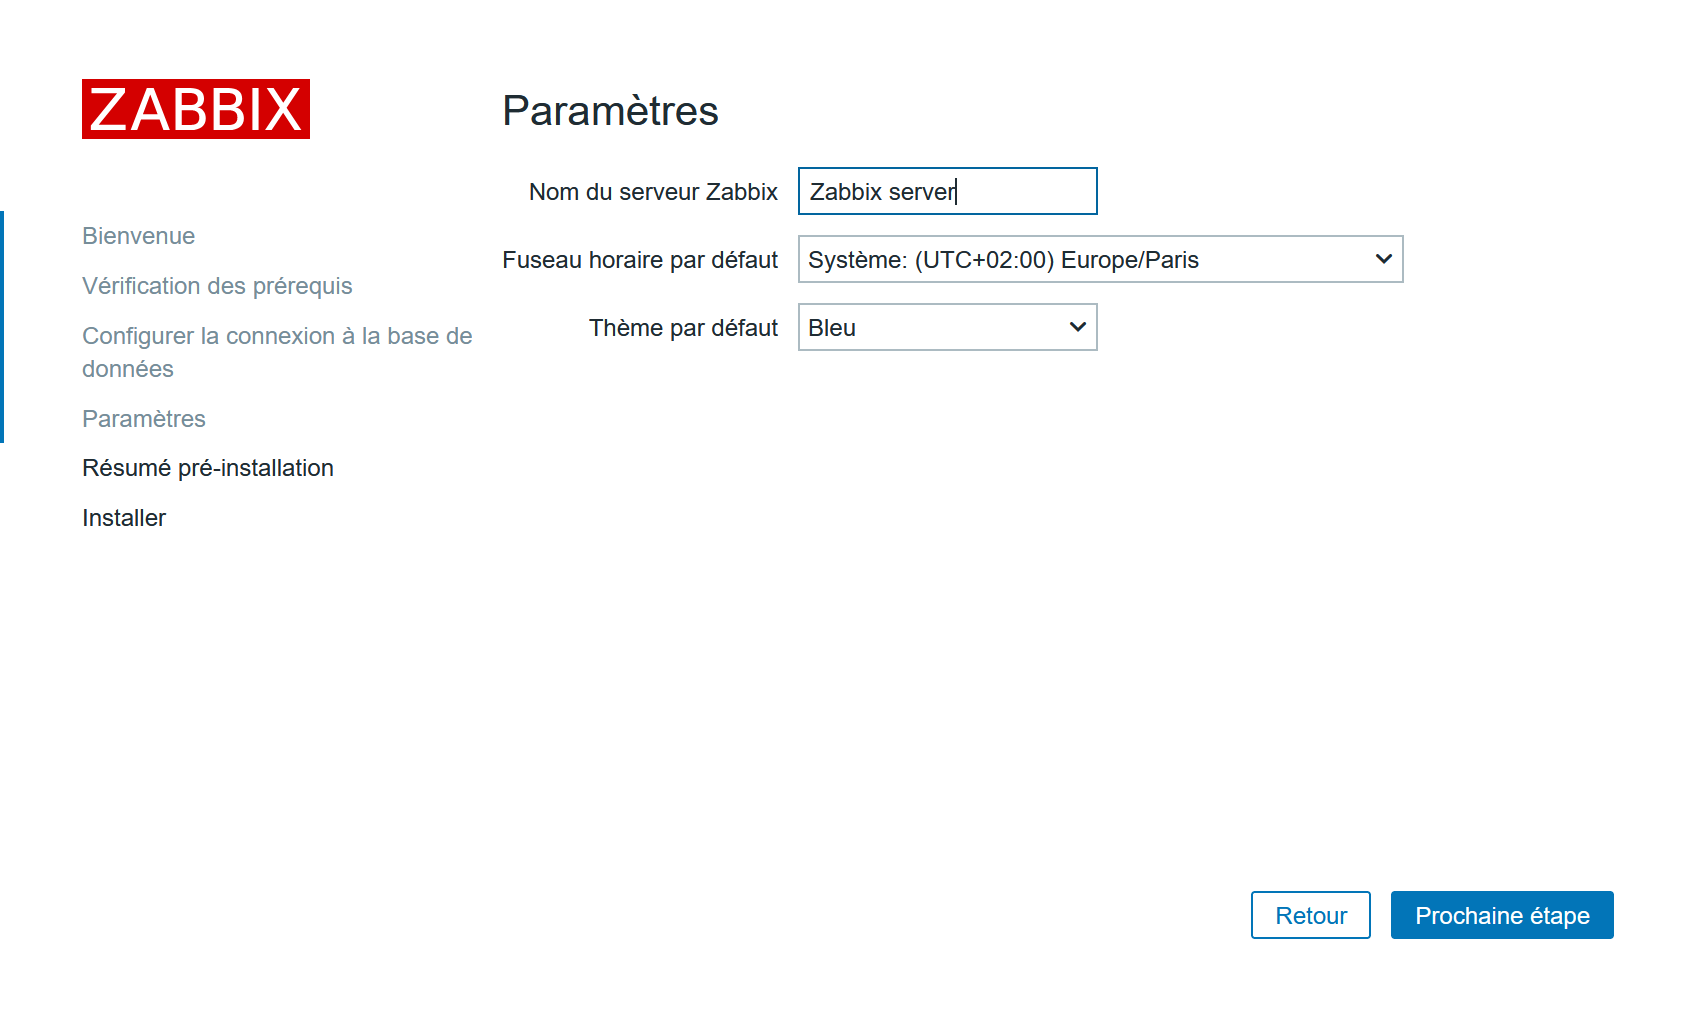 ZABBIX
Bienvenue
Vérification des prérequis
Configurer la connexion à la base de
données
Paramètres
Résumé pré-installation
Installer
Paramètres
Nom du serveur Zabbix
Zabbix server
Fuseau horaire par défaut
Système: (UTC+02:00) Europe/Paris
Thème par défaut
Bleu
Retour
Prochaine étape